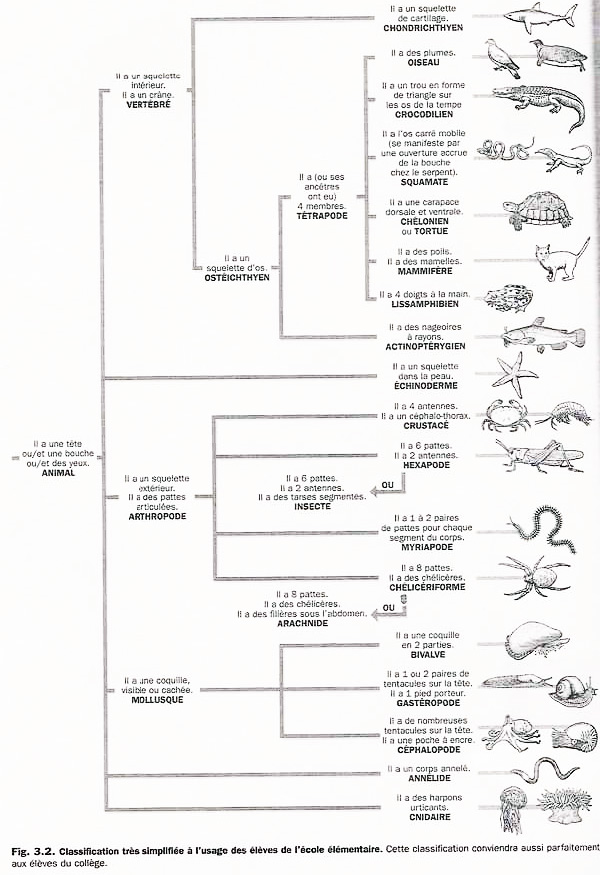 Il a un squelette
de cartilage.
CHONDRICHTHYEN
Il a des plumes.
OISEAU
Il a un squelette
intérieur.
Il a un crâne.
VERTÉBRÉ
Il a un trou en forme
de triangle sur
les os de la tempe
CROCODILIEN
Il a l'os carré mobile
(se manifeste par
une ouverture accrue
de la bouche
chez le serpent).
SQUAMATE
Il a (ou ses
ancêtres
ont eu)
4 membres.
TÉTRAPODE
Il a une carapace
dorsale et ventrale.
CHÉLONIEN
ou TORTUE
Il a des poils.
Il a des mamelles.
MAMMIFÈRE
Il a un
squelette d'os.
OSTÉICHTHYEN
Il a 4 doigts à la main.
LISSAMPHIBIEN
Il a des nageoires
à rayons.
ACTINOPTÉRYGIEN
Il a un squelette
dans la peau.
ÉCHINODERME
Il a 4 antennes.
Il a un céphalo-thorax.
CRUSTACÉ
Il a une tête
ou/et une bouche
ou/et des yeux.
ANIMAL
Il a 6 pattes.
Il a 2 antennes.
HEXAPODE
Il a un squelette
extérieur.
Il a des pattes
articulées.
ARTHROPODE
OU
Il a 6 pattes.
Il a 2 antennes.
Il a des tarses segmentés.
INSECTE
Il a 1 à 2 paires
de pattes pour chaque
segment du corps.
MYRIAPODE
Il a 8 pattes.
Il a des chélicères.
CHÉLICÉRIFORME
OU
Il a 8 pattes.
Il a des chélicères.
Il a des filières sous l'abdomen.
ARACHNIDE
Il a une coquille
en 2 parties.
BIVALVE
Il a une coquille,
visible ou cachée.
MOLLUSQUE
Il a 1 ou 2 paires de
tentacules sur la tête.
Il a 1 pied porteur.
GASTÉROPODE
Il a de nombreuses
tentacules sur la tête.
Il a une poche à encre.
CÉPHALOPODE
Il a un corps annelé.
ANNÉLIDE
Il a des harpons
urticants.
CNIDAIRE
Fig. 3.2. Classification très simplifiée à l'usage des élèves de l'école élémentaire. Cette classification conviendra aussi parfaitement
aux élèves du collège.